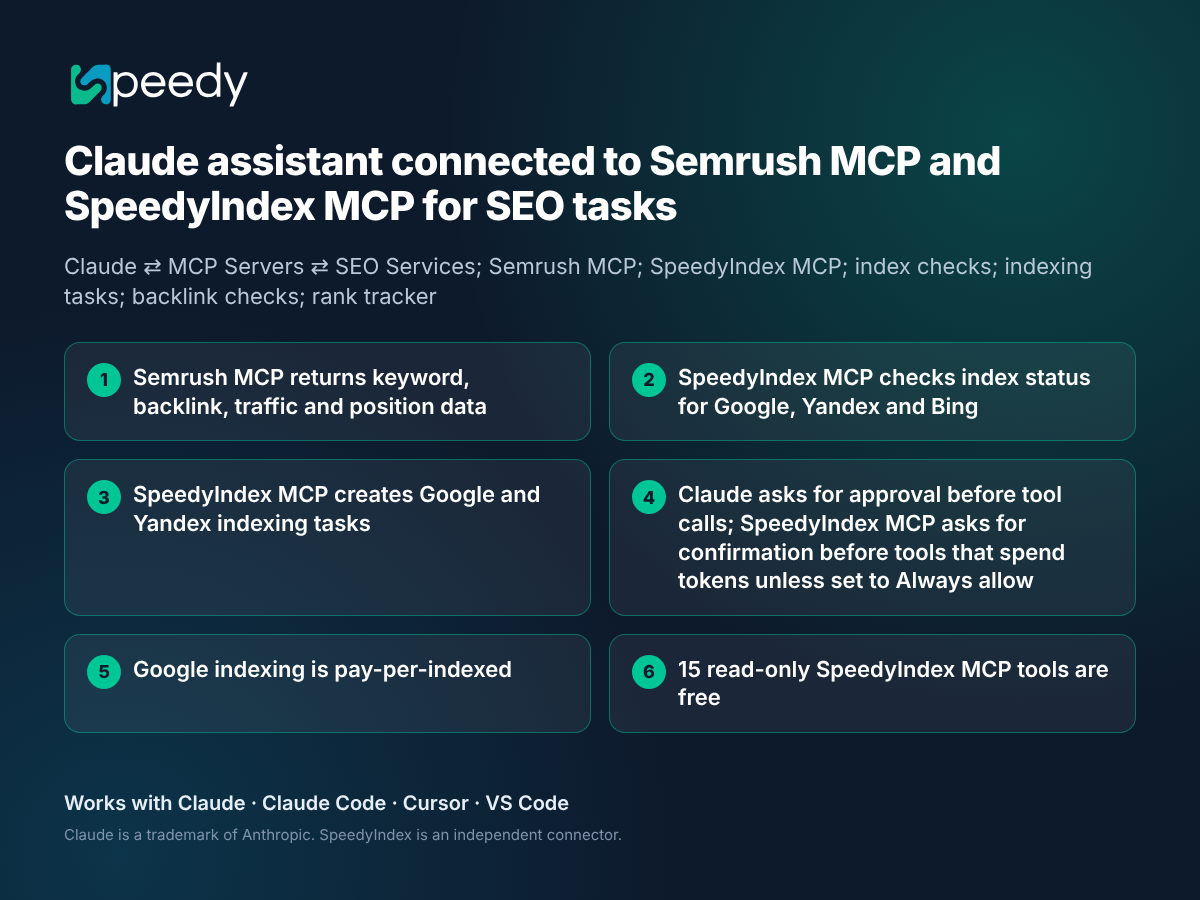 Speedy
Claude assistant connected to Semrush MCP and
SpeedyIndex MCP for SEO tasks
Claude ⇄ MCP Servers ⇄ SEO Services; Semrush MCP; SpeedyIndex MCP; index checks; indexing
tasks; backlink checks; rank tracker
1
Semrush MCP returns keyword,
backlink, traffic and position data
2
SpeedyIndex MCP checks index status
for Google, Yandex and Bing
3
SpeedyIndex MCP creates Google and
Yandex indexing tasks
4
Claude asks for approval before tool
calls; SpeedyIndex MCP asks for
confirmation before tools that spend
tokens unless set to Always allow
5
Google indexing is pay-per-indexed
6
15 read-only SpeedyIndex MCP tools are
free
Works with Claude · Claude Code · Cursor · VS Code
Claude is a trademark of Anthropic. SpeedyIndex is an independent connector.